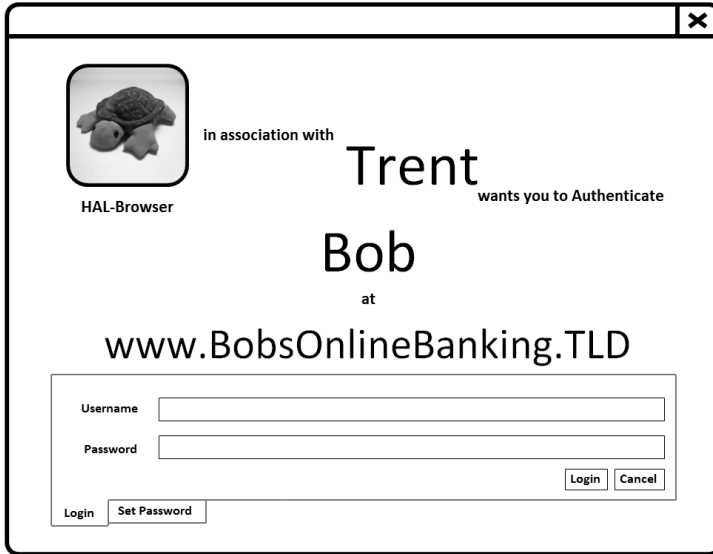 in association with
Trent
wants you to Authenticate
HAL-Browser
Bob
at
www.BobsOnlineBanking.TLD
Username
Password
Login Cancel
Login Set Password